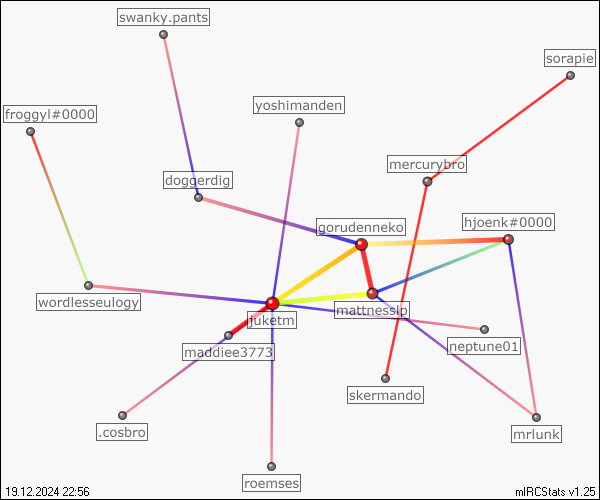 swanky.pants
sorapie
froggyl#0000
yoshimanden
mercurybro
doggerdig
gorudenneko
hjoenk#0000
wordlesseulogy
juketm
mattnesslp
maddiee3773
neptune01
skermando
.cosbro
mrlunk
roemses
19.12.2024 22:56
mIRCStats v1.25